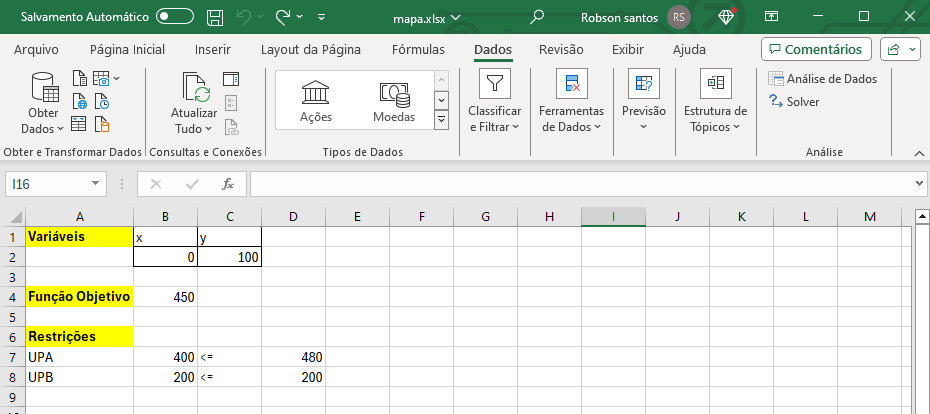 Salvamento Automático mapa.xlsx Robson santos RS
Arquivo Página Inicial Inserir Layout da Página Fórmulas Dados Revisão Exibir Ajuda Comentários
Obter Dados
Atualizar Tudo
Ações Moedas
Classificar e Filtrar
Ferramentas de Dados
Previsão
Estrutura de Tópicos
Análise de Dados
Solver
Obter e Transformar Dados Consultas e Conexões Tipos de Dados Análise
I16 fx
A B C D E F G H I J K L M
1 Variáveis x y
2 0 100
3
4 Função Objetivo 450
5
6 Restrições
7 UPA 400 <= 480
8 UPB 200 <= 200
9